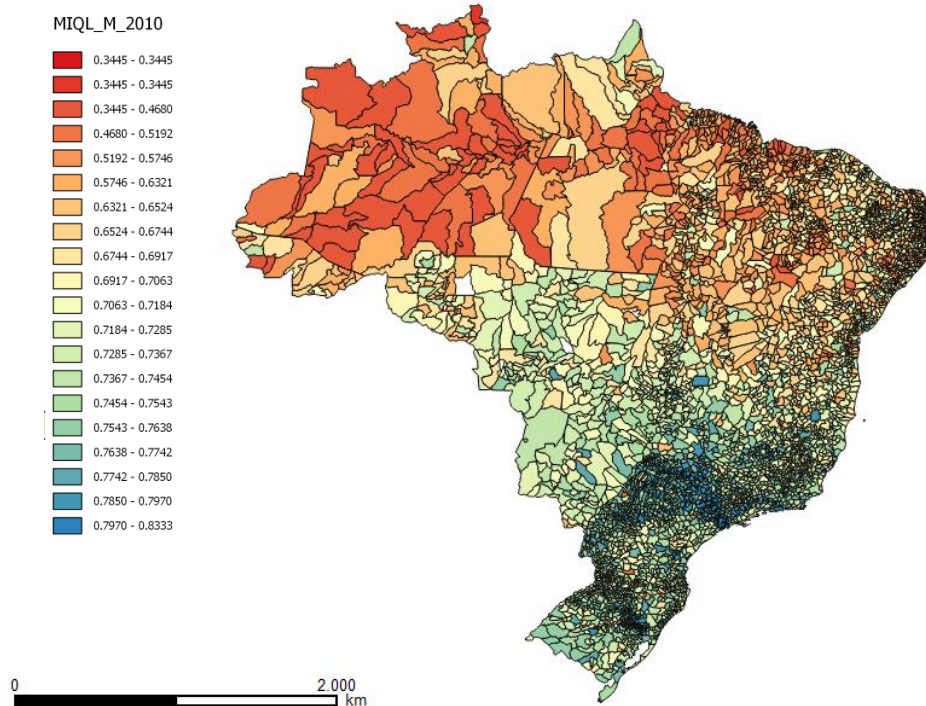 MIQL_M_2010
0.3445 - 0.3445
0.3445 - 0.3445
0.3445 - 0.4680
0.4680 - 0.5192
0.5192 - 0.5746
0.5746 - 0.6321
0.6321 - 0.6524
0.6524 - 0.6744
0.6744 - 0.6917
0.6917 - 0.7063
0.7063 - 0.7184
0.7184 - 0.7285
0.7285 - 0.7367
0.7367 - 0.7454
0.7454 - 0.7543
0.7543 - 0.7638
0.7638 - 0.7742
0.7742 - 0.7850
0.7850 - 0.7970
0.7970 - 0.8333
0 2.000
km